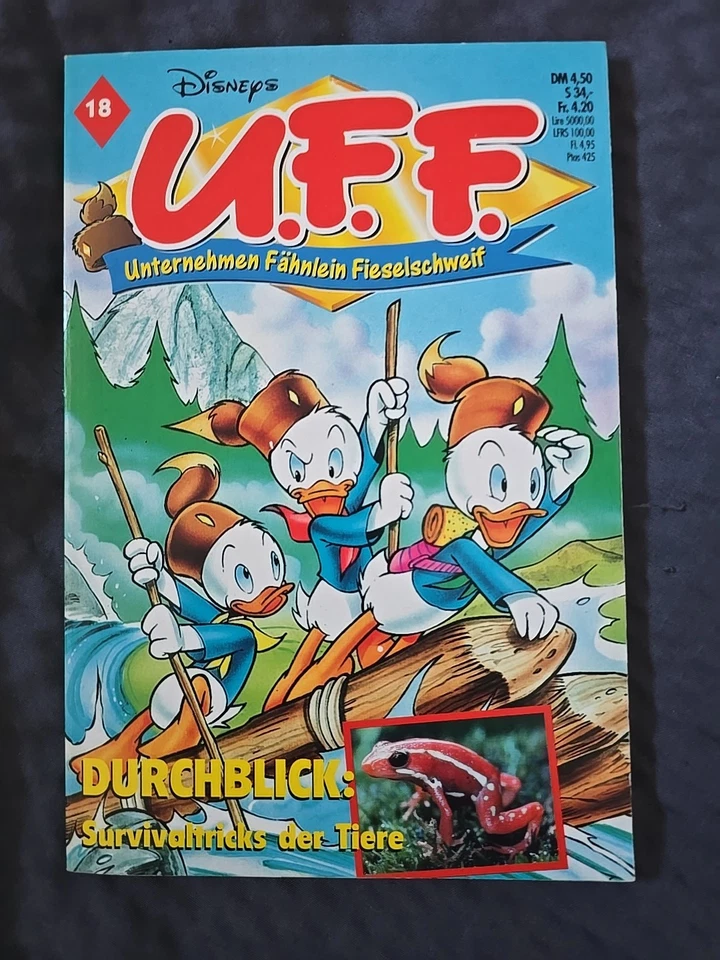 18
Disneys
DM 4,50
S 34,-
Fr. 4.20
Lire 5000,00
LFRS 100,00
Fl. 4,95
Ptas 425
U.F.F.
Unternehmen Fähnlein Fieselschweif
DURCHBLICK:
Survivaltricks der Tiere